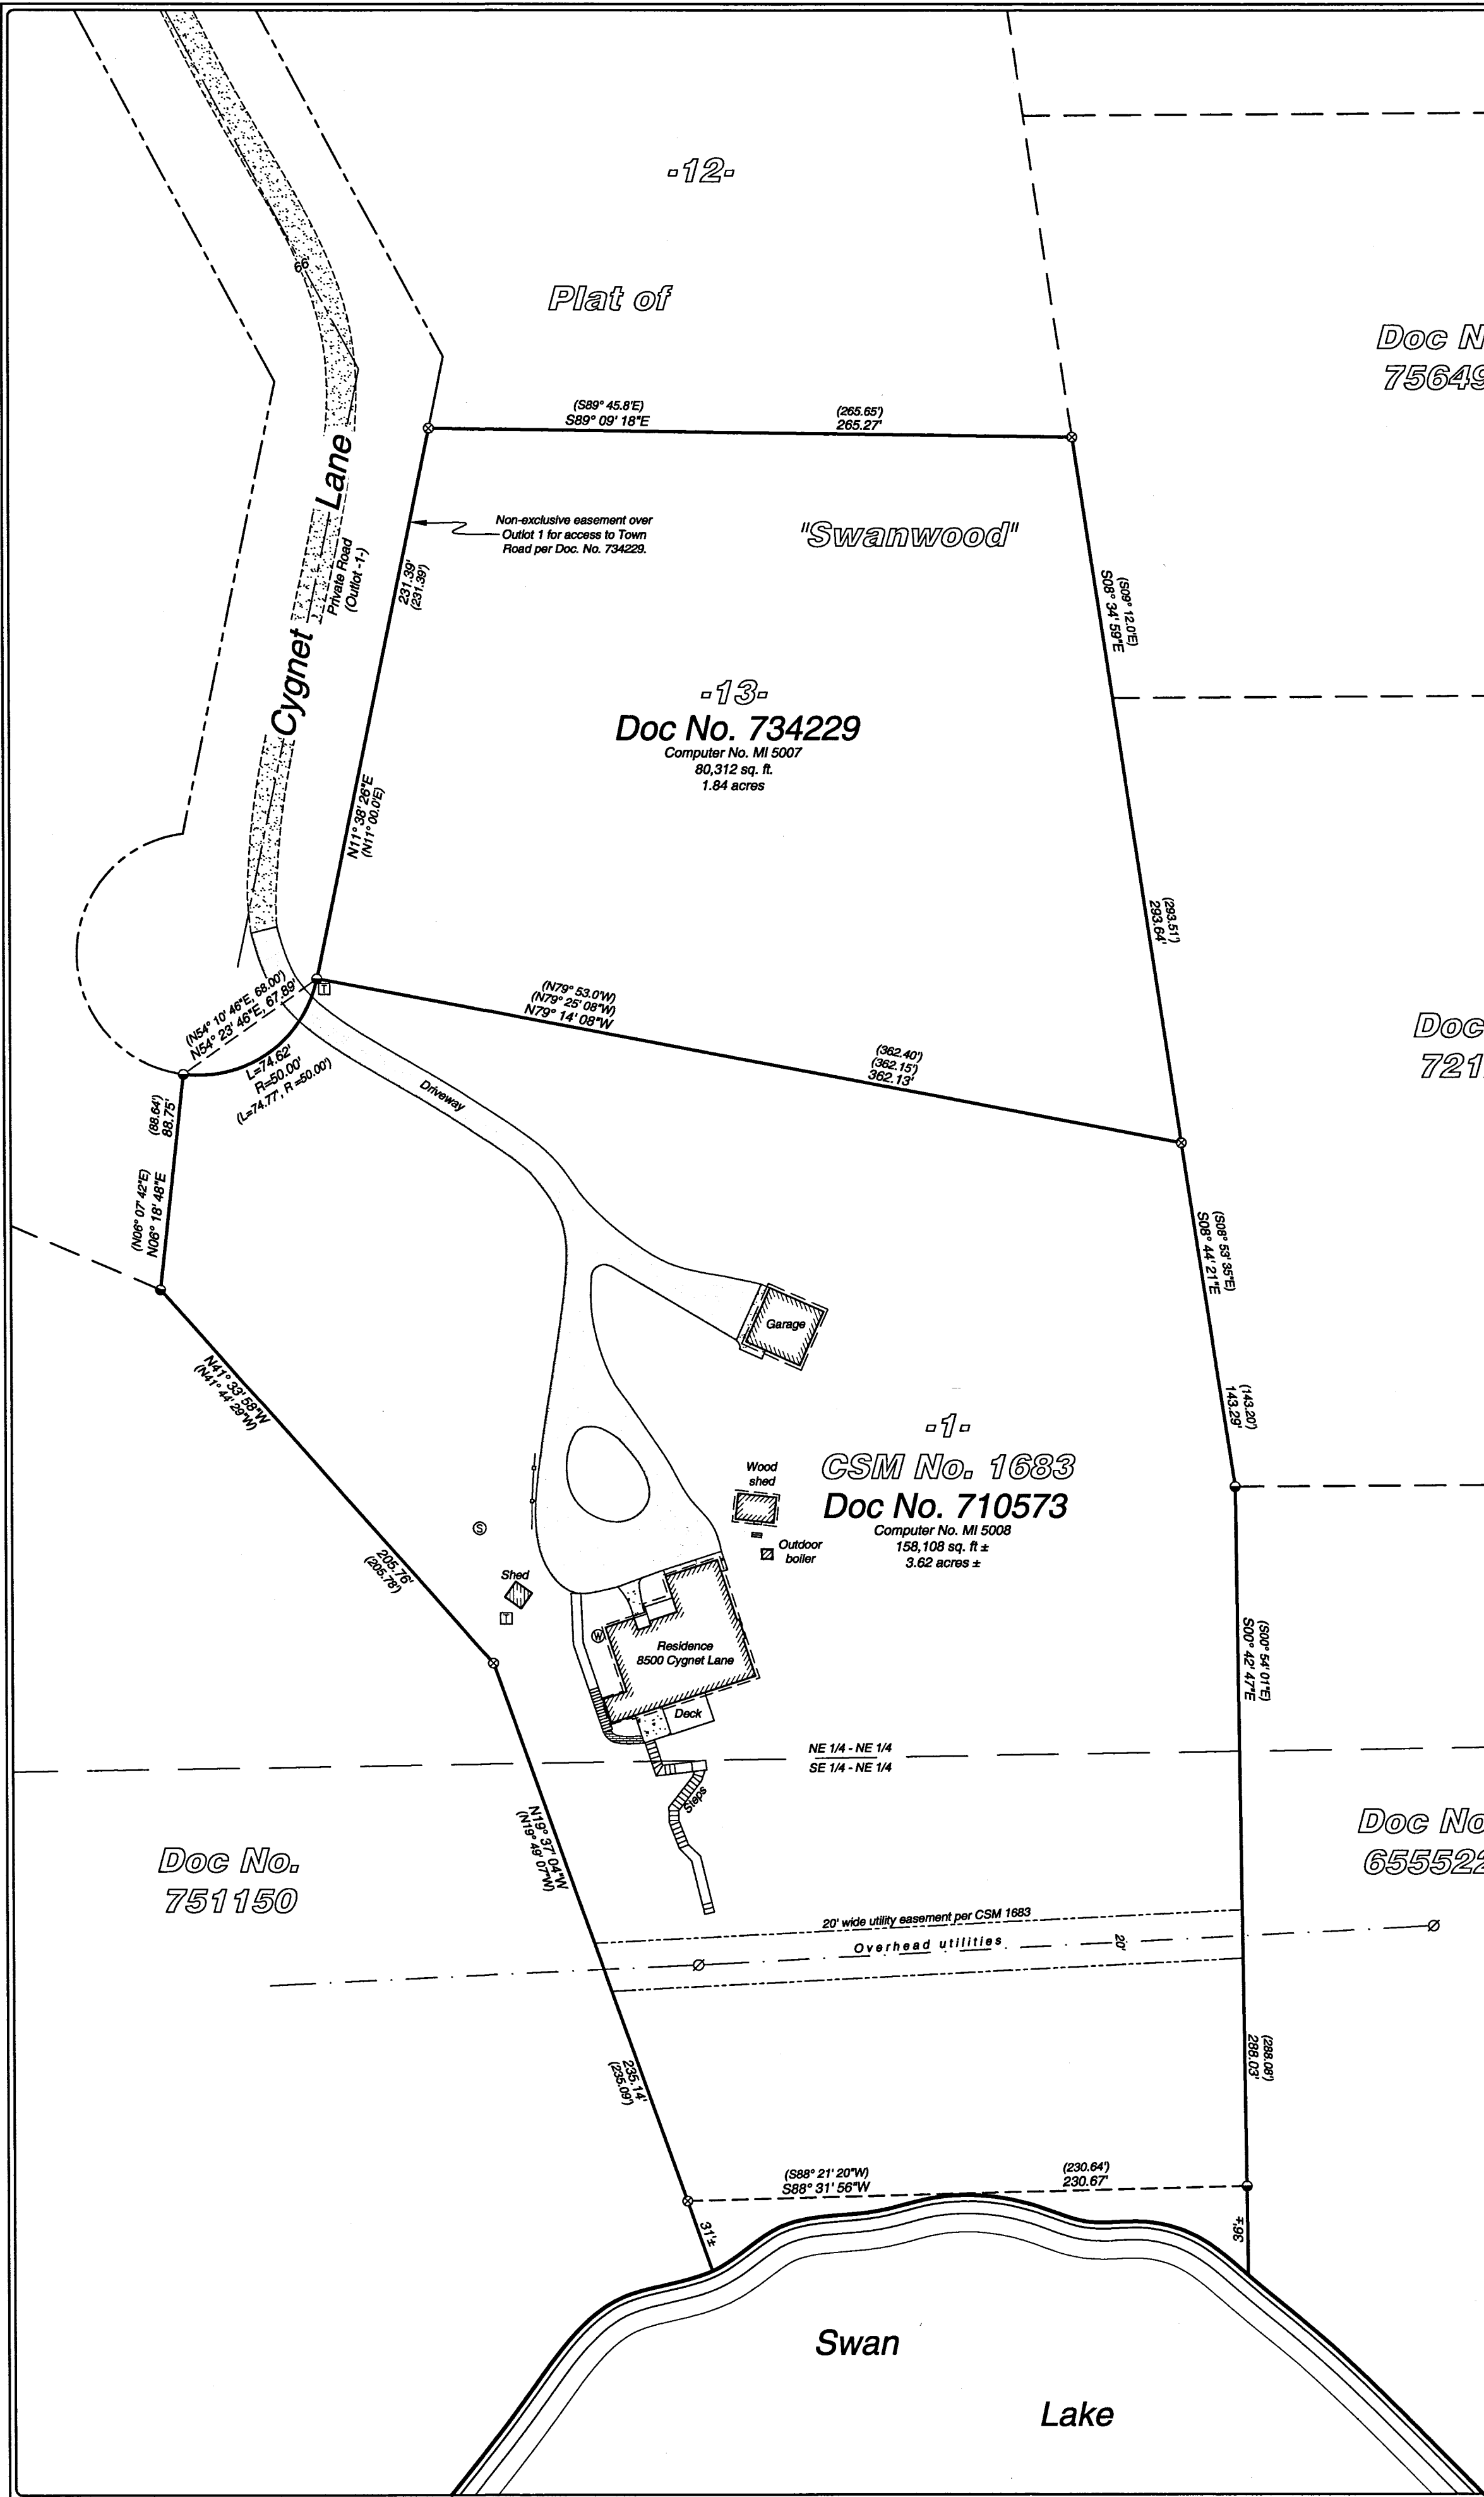 -12-
66'
Plat of
Doc N
75649
(S89° 45.8'E)
S89° 09' 18"E
(265.65')
265.27'
Cygnet Lane
Private Road
(Outlot -1-)
Non-exclusive easement over
Outlot 1 for access to Town
Road per Doc. No. 734229.
"Swanwood"
231.39'
(231.39')
(S09° 12.0'E)
S08° 34' 59"E
-13-
Doc No. 734229
Computer No. MI 5007
80,312 sq. ft.
1.84 acres
N11° 38' 26"E
(N11° 00.0'E)
(293.51')
293.64'
(N54° 10' 46"E, 68.00')
N54° 23' 46"E, 67.89'
T
(N79° 53.0'W)
(N79° 25' 08"W)
N79° 14' 08"W
Doc
721
(362.40')
(362.15')
362.13'
L=74.62'
R=50.00'
(L=74.77', R =50.00')
Driveway
(88.64')
88.75'
(N06° 07' 42"E)
N06° 18' 48"E
(S08° 53' 35"E)
S08° 44' 21"E
Garage
N41° 33' 58"W
(N41° 44' 29"W)
(143.20')
143.29'
-1-
CSM No. 1683
Doc No. 710573
Computer No. MI 5008
158,108 sq. ft ±
3.62 acres ±
Wood
shed
Outdoor
boiler
S
205.76'
(205.78')
Shed
T
W
Residence
8500 Cygnet Lane
Deck
(S00° 54' 01"E)
S00° 42' 47"E
NE 1/4 - NE 1/4
SE 1/4 - NE 1/4
Steps
N19° 37' 04"W
(N19° 49' 07"W)
Doc No.
751150
Doc No
655522
20' wide utility easement per CSM 1683
Overhead utilities
20'
235.14'
(235.09')
(288.08')
288.03'
(S88° 21' 20"W)
S88° 31' 56"W
(230.64')
230.67'
31'±
36'±
Swan
Lake